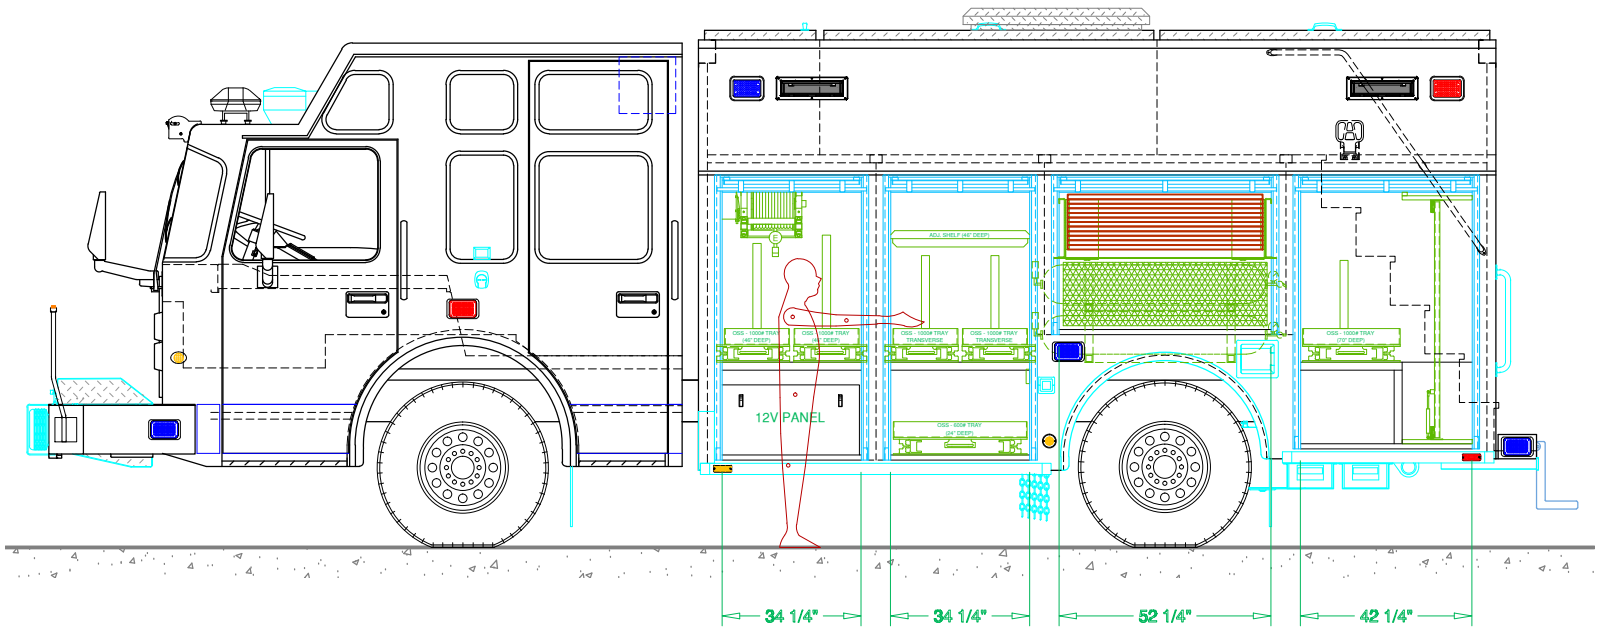 E
ADJ. SHELF (46" DEEP)
OSS - 1000# TRAY
(46" DEEP)
OSS - 1000# TRAY
OSS - 1000# TRAY
TRANSVERSE
OSS - 1000# TRAY
TRANSVERSE
OSS - 1000# TRAY
(70" DEEP)
12V PANEL
OSS - 600# TRAY
(24" DEEP)
34 1/4"
34 1/4"
52 1/4"
42 1/4"